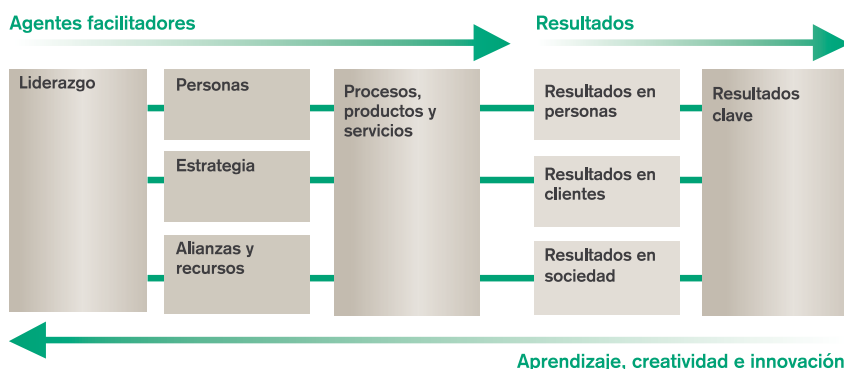 Agentes facilitadores
Resultados
Liderazgo
Personas
Estrategia
Alianzas y
recursos
Procesos,
productos y
servicios
Resultados en
personas
Resultados en
clientes
Resultados en
sociedad
Resultados
clave
Aprendizaje, creatividad e innovación